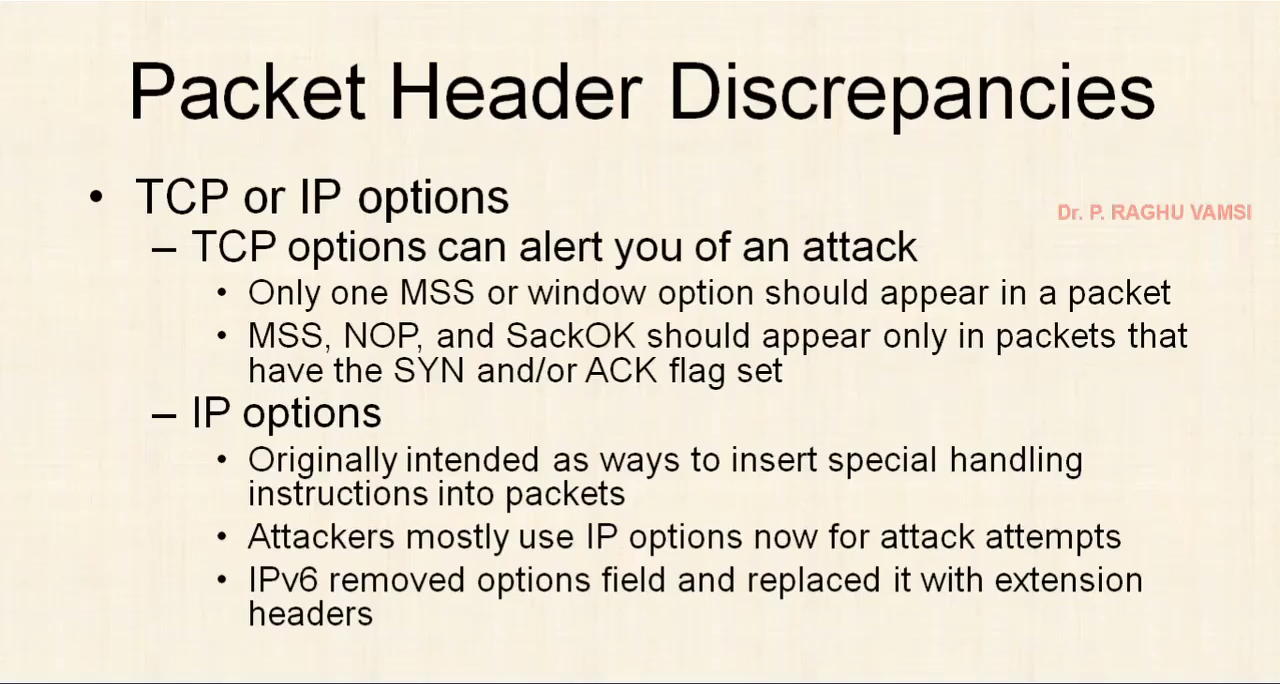 Packet Header Discrepancies
• TCP or IP options
Dr. P. RAGHU VAMSI
– TCP options can alert you of an attack
• Only one MSS or window option should appear in a packet
• MSS, NOP, and SackOK should appear only in packets that
have the SYN and/or ACK flag set
– IP options
• Originally intended as ways to insert special handling
instructions into packets
• Attackers mostly use IP options now for attack attempts
• IPv6 removed options field and replaced it with extension
headers